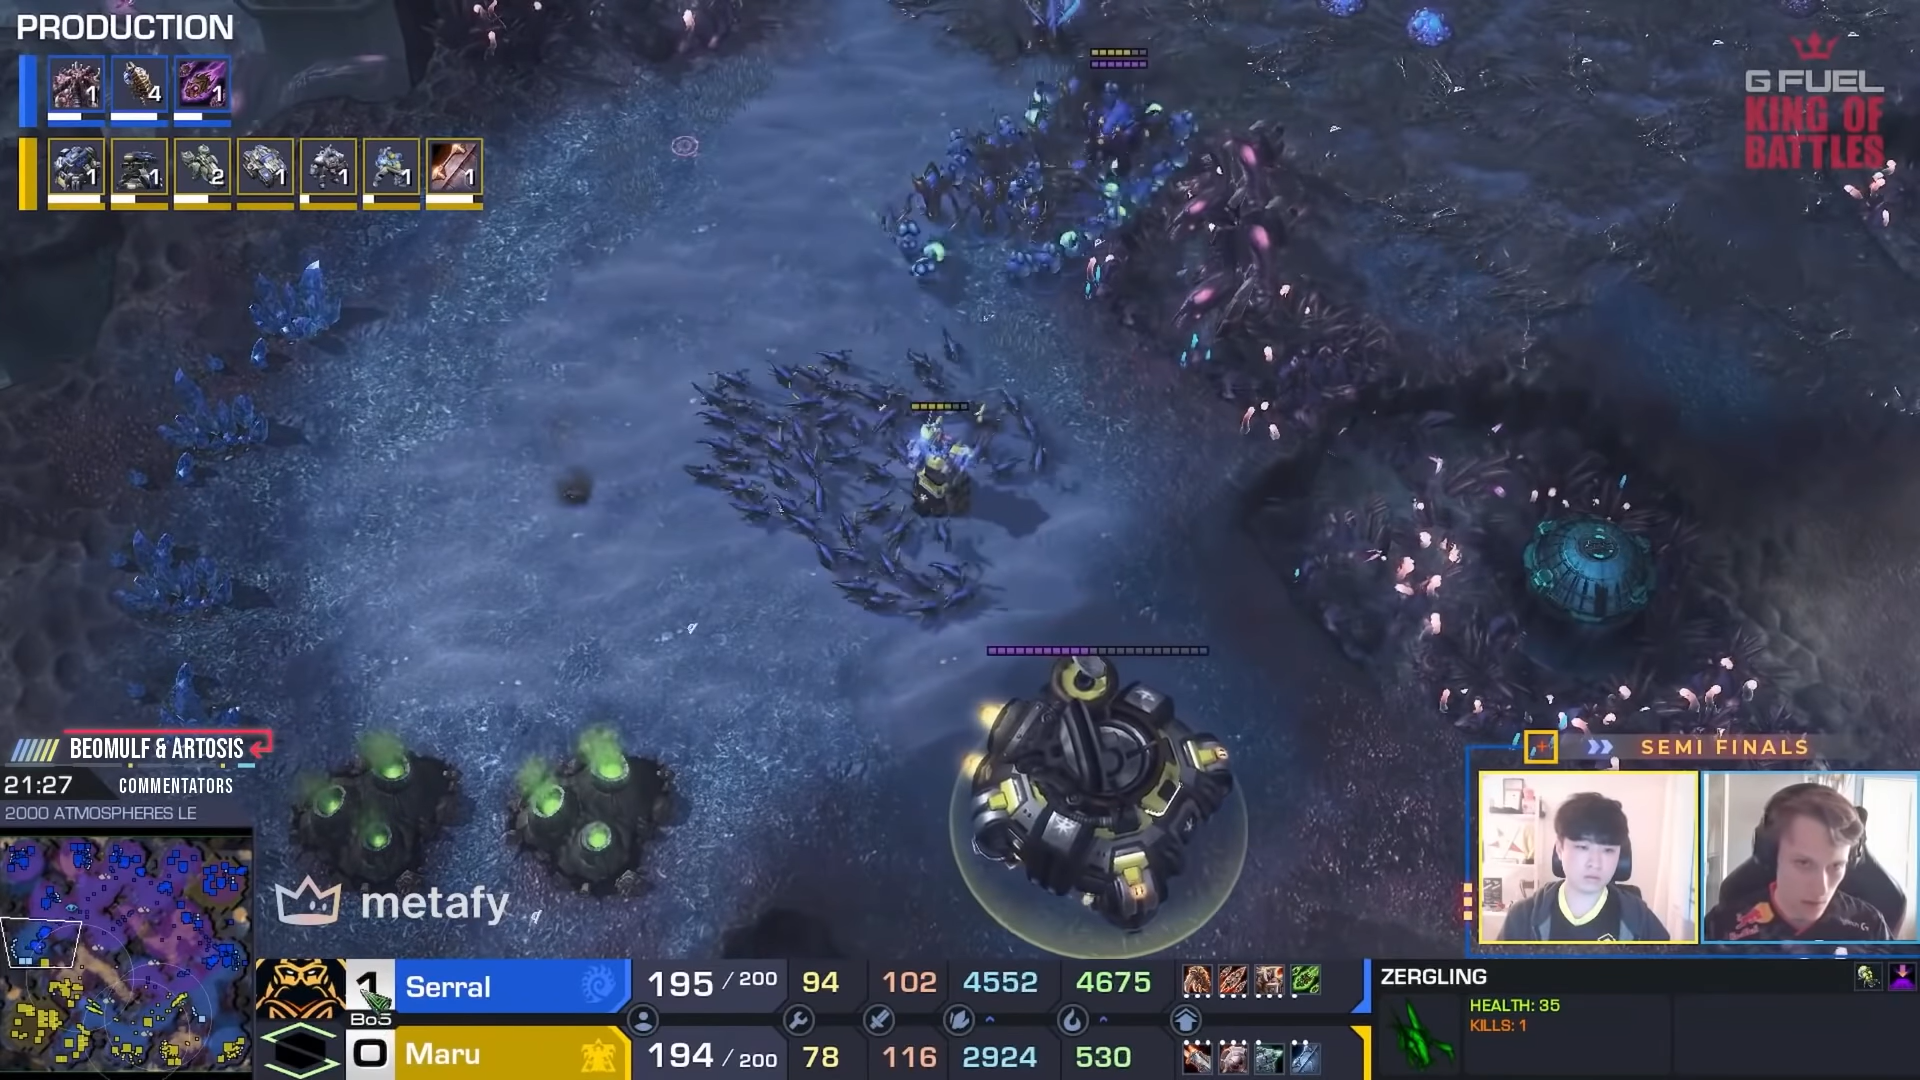 PRODUCTION
1 4 1
1 1 2 1 1 1 1
G FUEL
KING OF
BATTLES
BEOMULF & ARTOSIS
21:27 COMMENTATORS
2000 ATMOSPHERES LE
metafy
SEMI FINALS
1 Serral 195 / 200 94 102 4552 4675
Bo5
0 Maru 194 / 200 78 116 2924 530
ZERGLING
HEALTH: 35
KILLS: 1